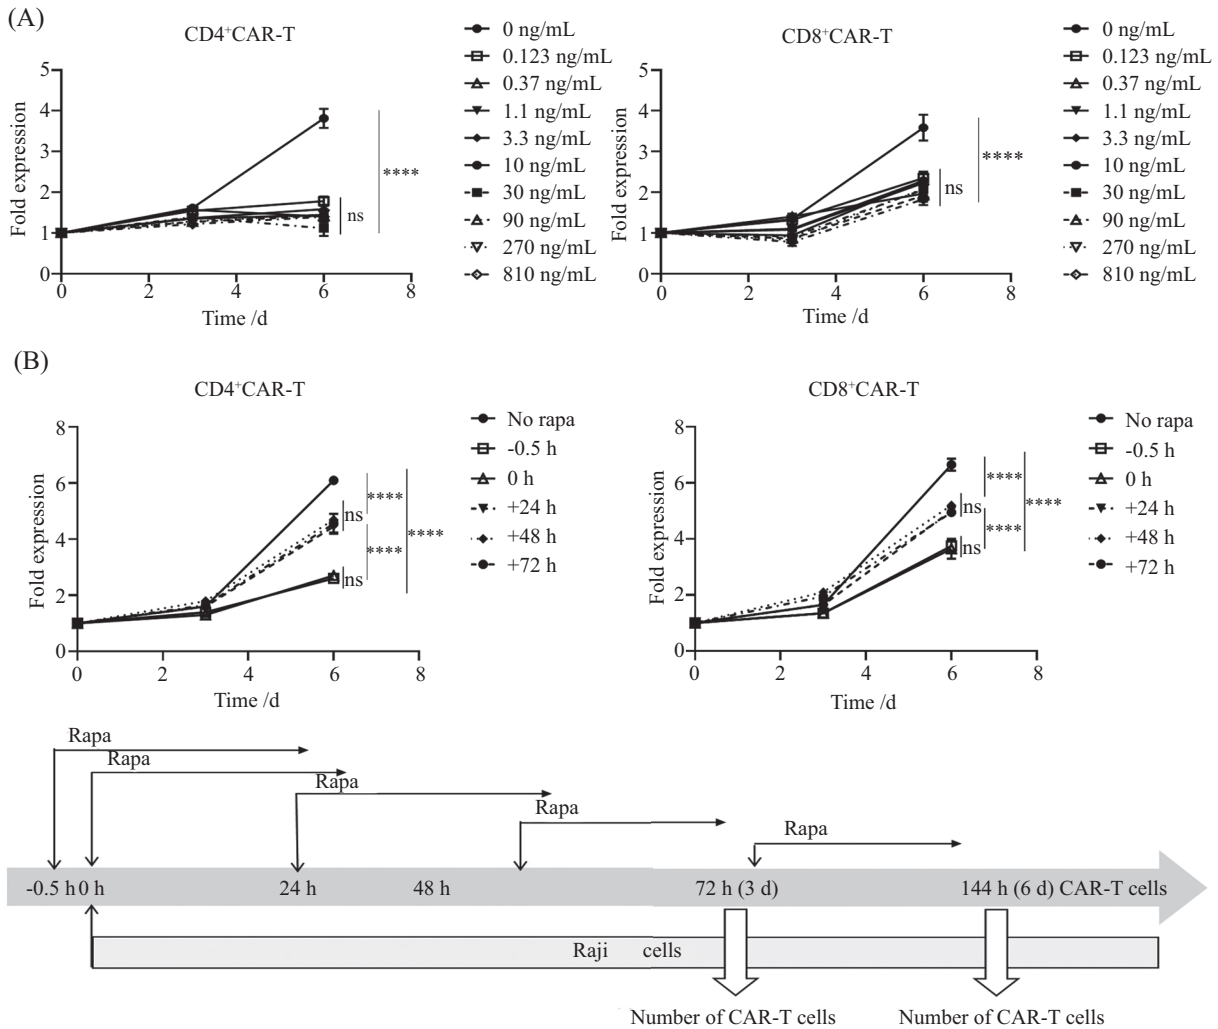 (A)
CD4⁺CAR-T
Fold expression
5
4
3
2
1
0
0 2 4 6 8
Time /d
****
ns
0 ng/mL
0.123 ng/mL
0.37 ng/mL
1.1 ng/mL
3.3 ng/mL
10 ng/mL
30 ng/mL
90 ng/mL
270 ng/mL
810 ng/mL
CD8⁺CAR-T
Fold expression
5
4
3
2
1
0
0 2 4 6 8
Time /d
****
ns
0 ng/mL
0.123 ng/mL
0.37 ng/mL
1.1 ng/mL
3.3 ng/mL
10 ng/mL
30 ng/mL
90 ng/mL
270 ng/mL
810 ng/mL
(B)
CD4⁺CAR-T
Fold expression
8
6
4
2
0
0 2 4 6 8
Time /d
****
ns
****
****
ns
No rapa
-0.5 h
0 h
+24 h
+48 h
+72 h
CD8⁺CAR-T
Fold expression
8
6
4
2
0
0 2 4 6 8
Time /d
****
ns
****
****
ns
No rapa
-0.5 h
0 h
+24 h
+48 h
+72 h
Rapa
Rapa
Rapa
Rapa
Rapa
-0.5 h 0 h 24 h 48 h 72 h (3 d) 144 h (6 d) CAR-T cells
Raji cells
Number of CAR-T cells Number of CAR-T cells